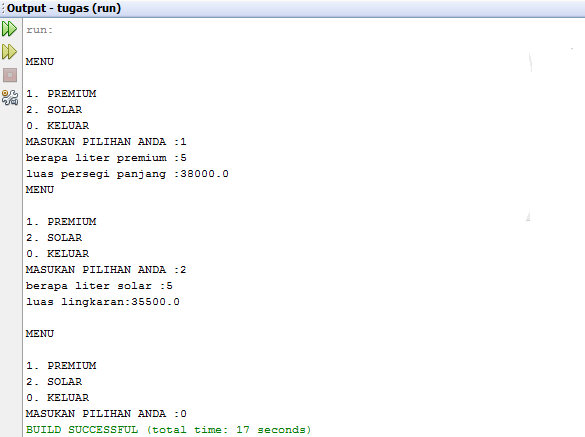 Output - tugas (run)
run:
MENU
1. PREMIUM
2. SOLAR
0. KELUAR
MASUKAN PILIHAN ANDA :1
berapa liter premium :5
luas persegi panjang :38000.0
MENU
1. PREMIUM
2. SOLAR
0. KELUAR
MASUKAN PILIHAN ANDA :2
berapa liter solar :5
luas lingkaran:35500.0
MENU
1. PREMIUM
2. SOLAR
0. KELUAR
MASUKAN PILIHAN ANDA :0
BUILD SUCCESSFUL (total time: 17 seconds)